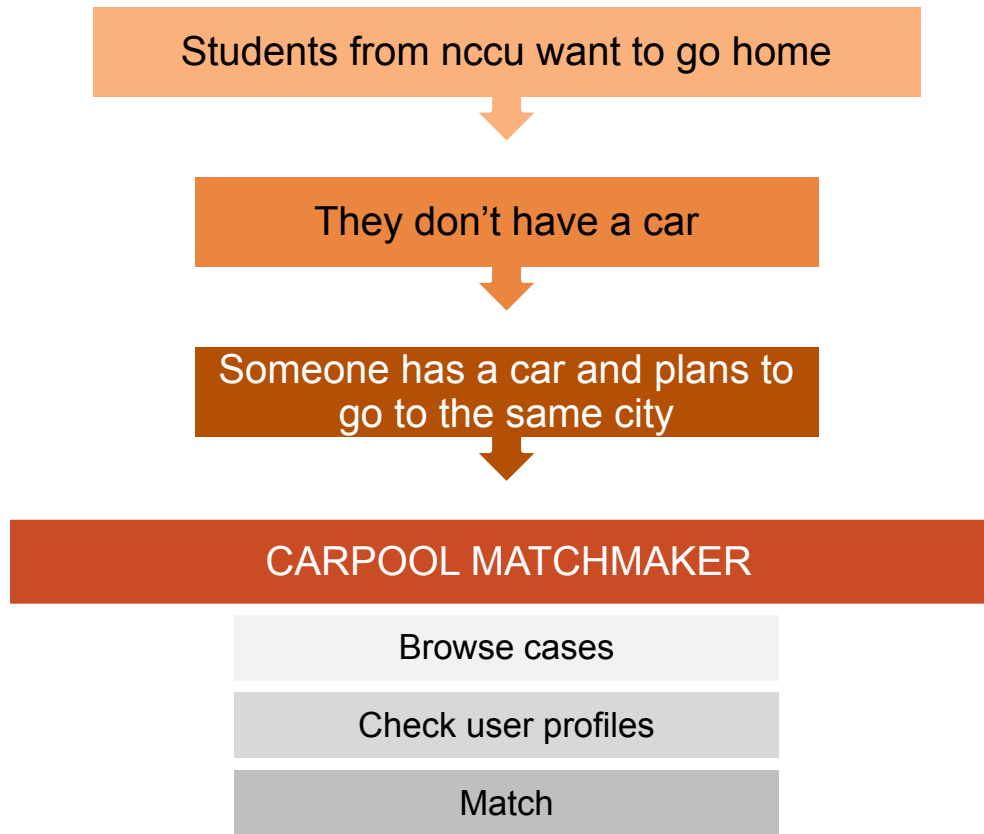 Students from nccu want to go home
They don’t have a car
Someone has a car and plans to
go to the same city
CARPOOL MATCHMAKER
Browse cases
Check user profiles
Match